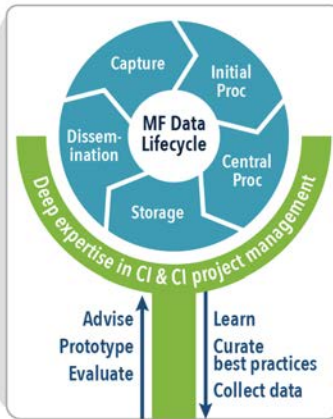 Capture
Initial
Proc
Central
Proc
Storage
Dissem-
ination
MF Data
Lifecycle
Deep expertise in CI & CI project management
Advise
Prototype
Evaluate
Learn
Curate
best practices
Collect data